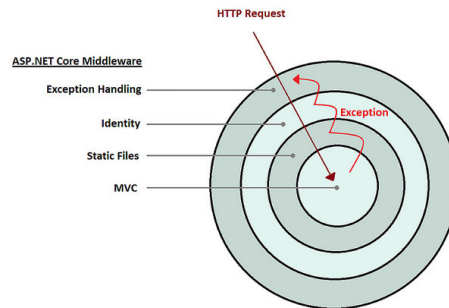 HTTP Request
ASP.NET Core Middleware
Exception Handling
Exception
Identity
Static Files
MVC